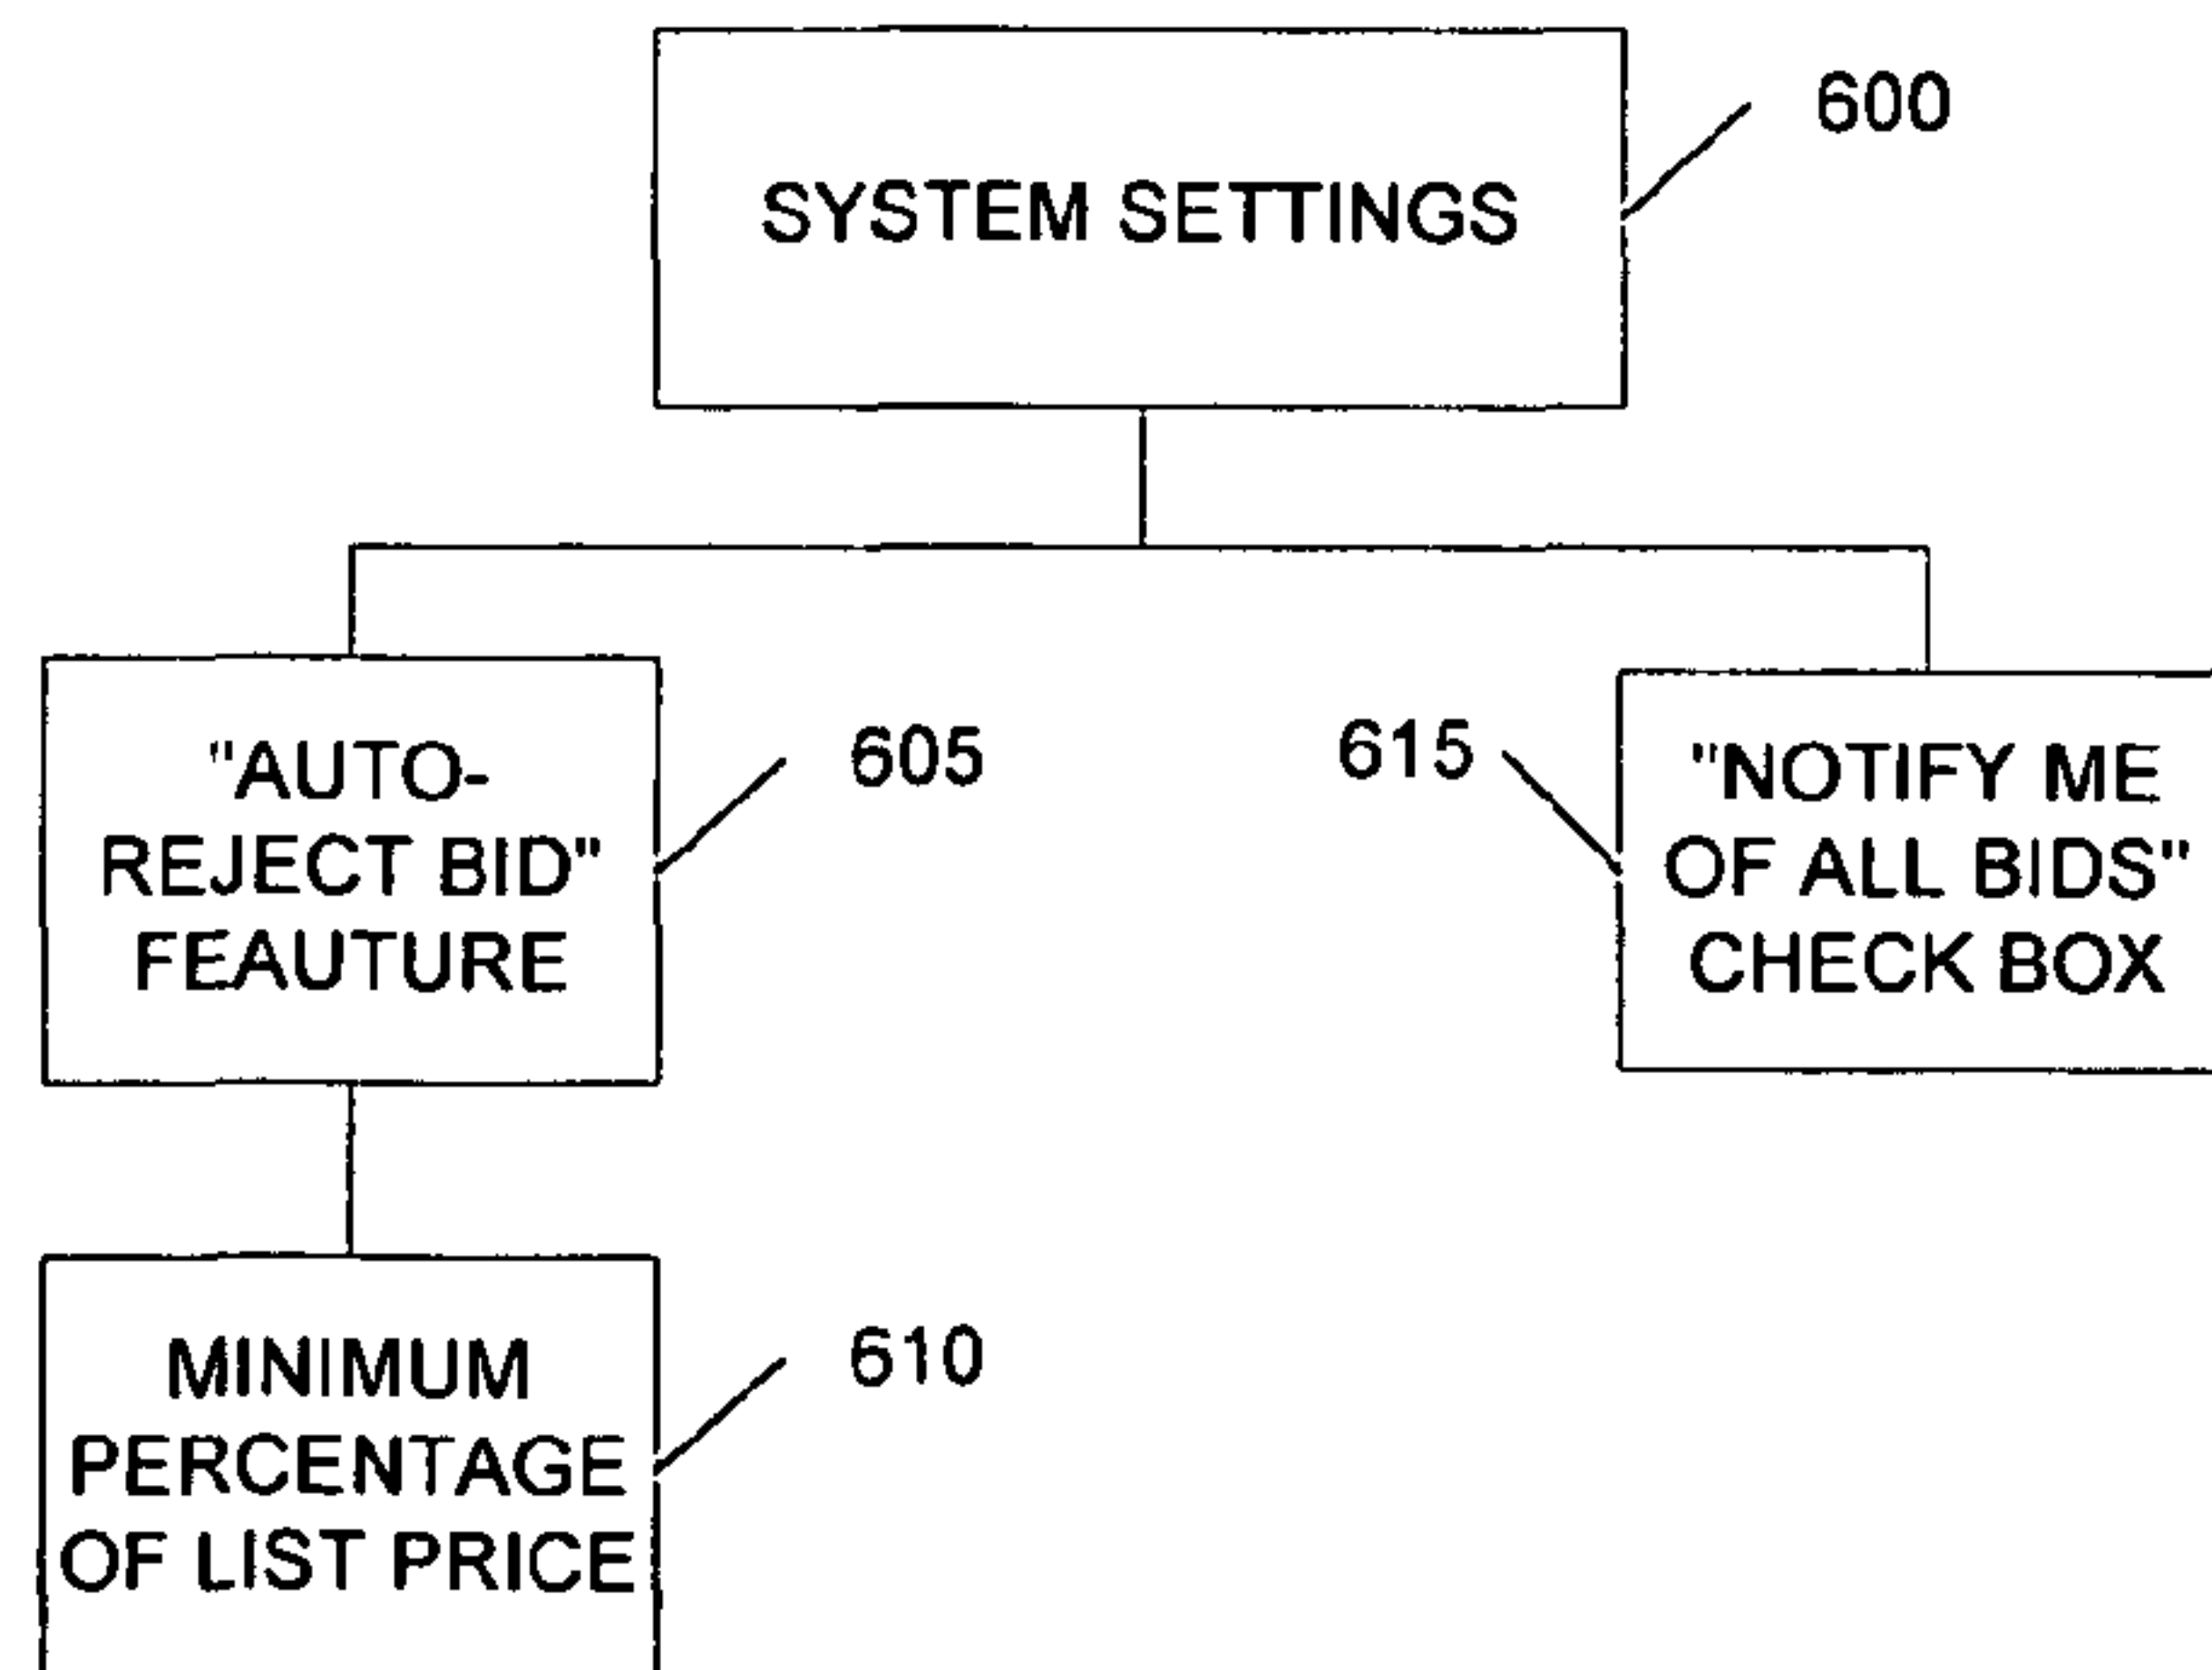 SYSTEM SETTINGS
600
"AUTO-
REJECT BID"
FEAUTURE
605
615
"NOTIFY ME
OF ALL BIDS"
CHECK BOX
MINIMUM
PERCENTAGE
OF LIST PRICE
610